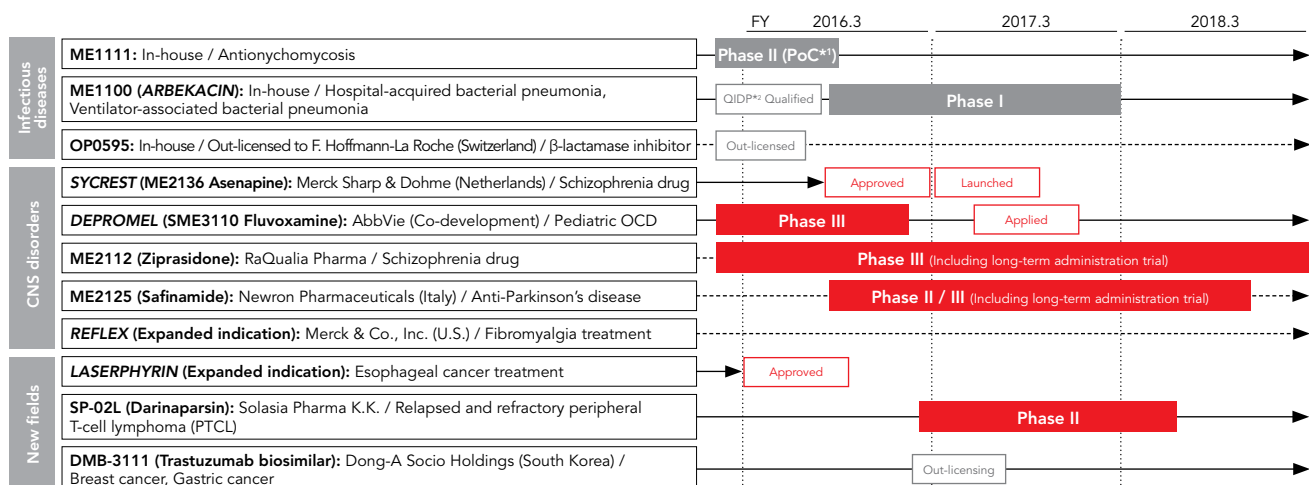 FY 2016.3 2017.3 2018.3
Infectious
diseases
ME1111: In-house / Antionychomycosis
Phase II (PoC*1)
ME1100 (ARBEKACIN): In-house / Hospital-acquired bacterial pneumonia,
Ventilator-associated bacterial pneumonia
QIDP*2 Qualified
Phase I
OP0595: In-house / Out-licensed to F. Hoffmann-La Roche (Switzerland) / β-lactamase inhibitor
Out-licensed
CNS disorders
SYCREST (ME2136 Asenapine): Merck Sharp & Dohme (Netherlands) / Schizophrenia drug
Approved
Launched
DEPROMEL (SME3110 Fluvoxamine): AbbVie (Co-development) / Pediatric OCD
Phase III
Applied
ME2112 (Ziprasidone): RaQualia Pharma / Schizophrenia drug
Phase III (Including long-term administration trial)
ME2125 (Safinamide): Newron Pharmaceuticals (Italy) / Anti-Parkinson's disease
Phase II / III (Including long-term administration trial)
REFLEX (Expanded indication): Merck & Co., Inc. (U.S.) / Fibromyalgia treatment
New fields
LASERPHYRIN (Expanded indication): Esophageal cancer treatment
Approved
SP-02L (Darinaparsin): Solasia Pharma K.K. / Relapsed and refractory peripheral
T-cell lymphoma (PTCL)
Phase II
DMB-3111 (Trastuzumab biosimilar): Dong-A Socio Holdings (South Korea) /
Breast cancer, Gastric cancer
Out-licensing